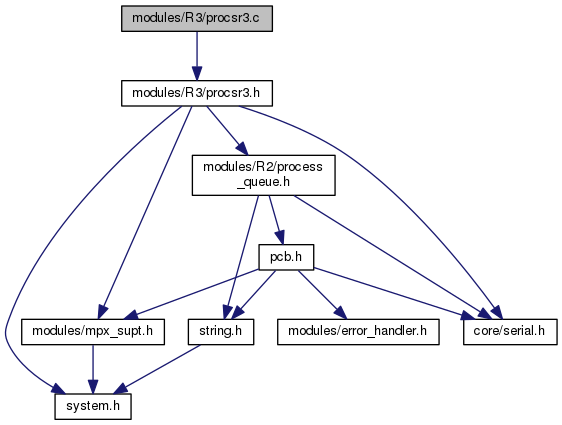 modules/R3/procsr3.c
modules/R3/procsr3.h
modules/R2/process
_queue.h
pcb.h
modules/mpx_supt.h
string.h
modules/error_handler.h
core/serial.h
system.h